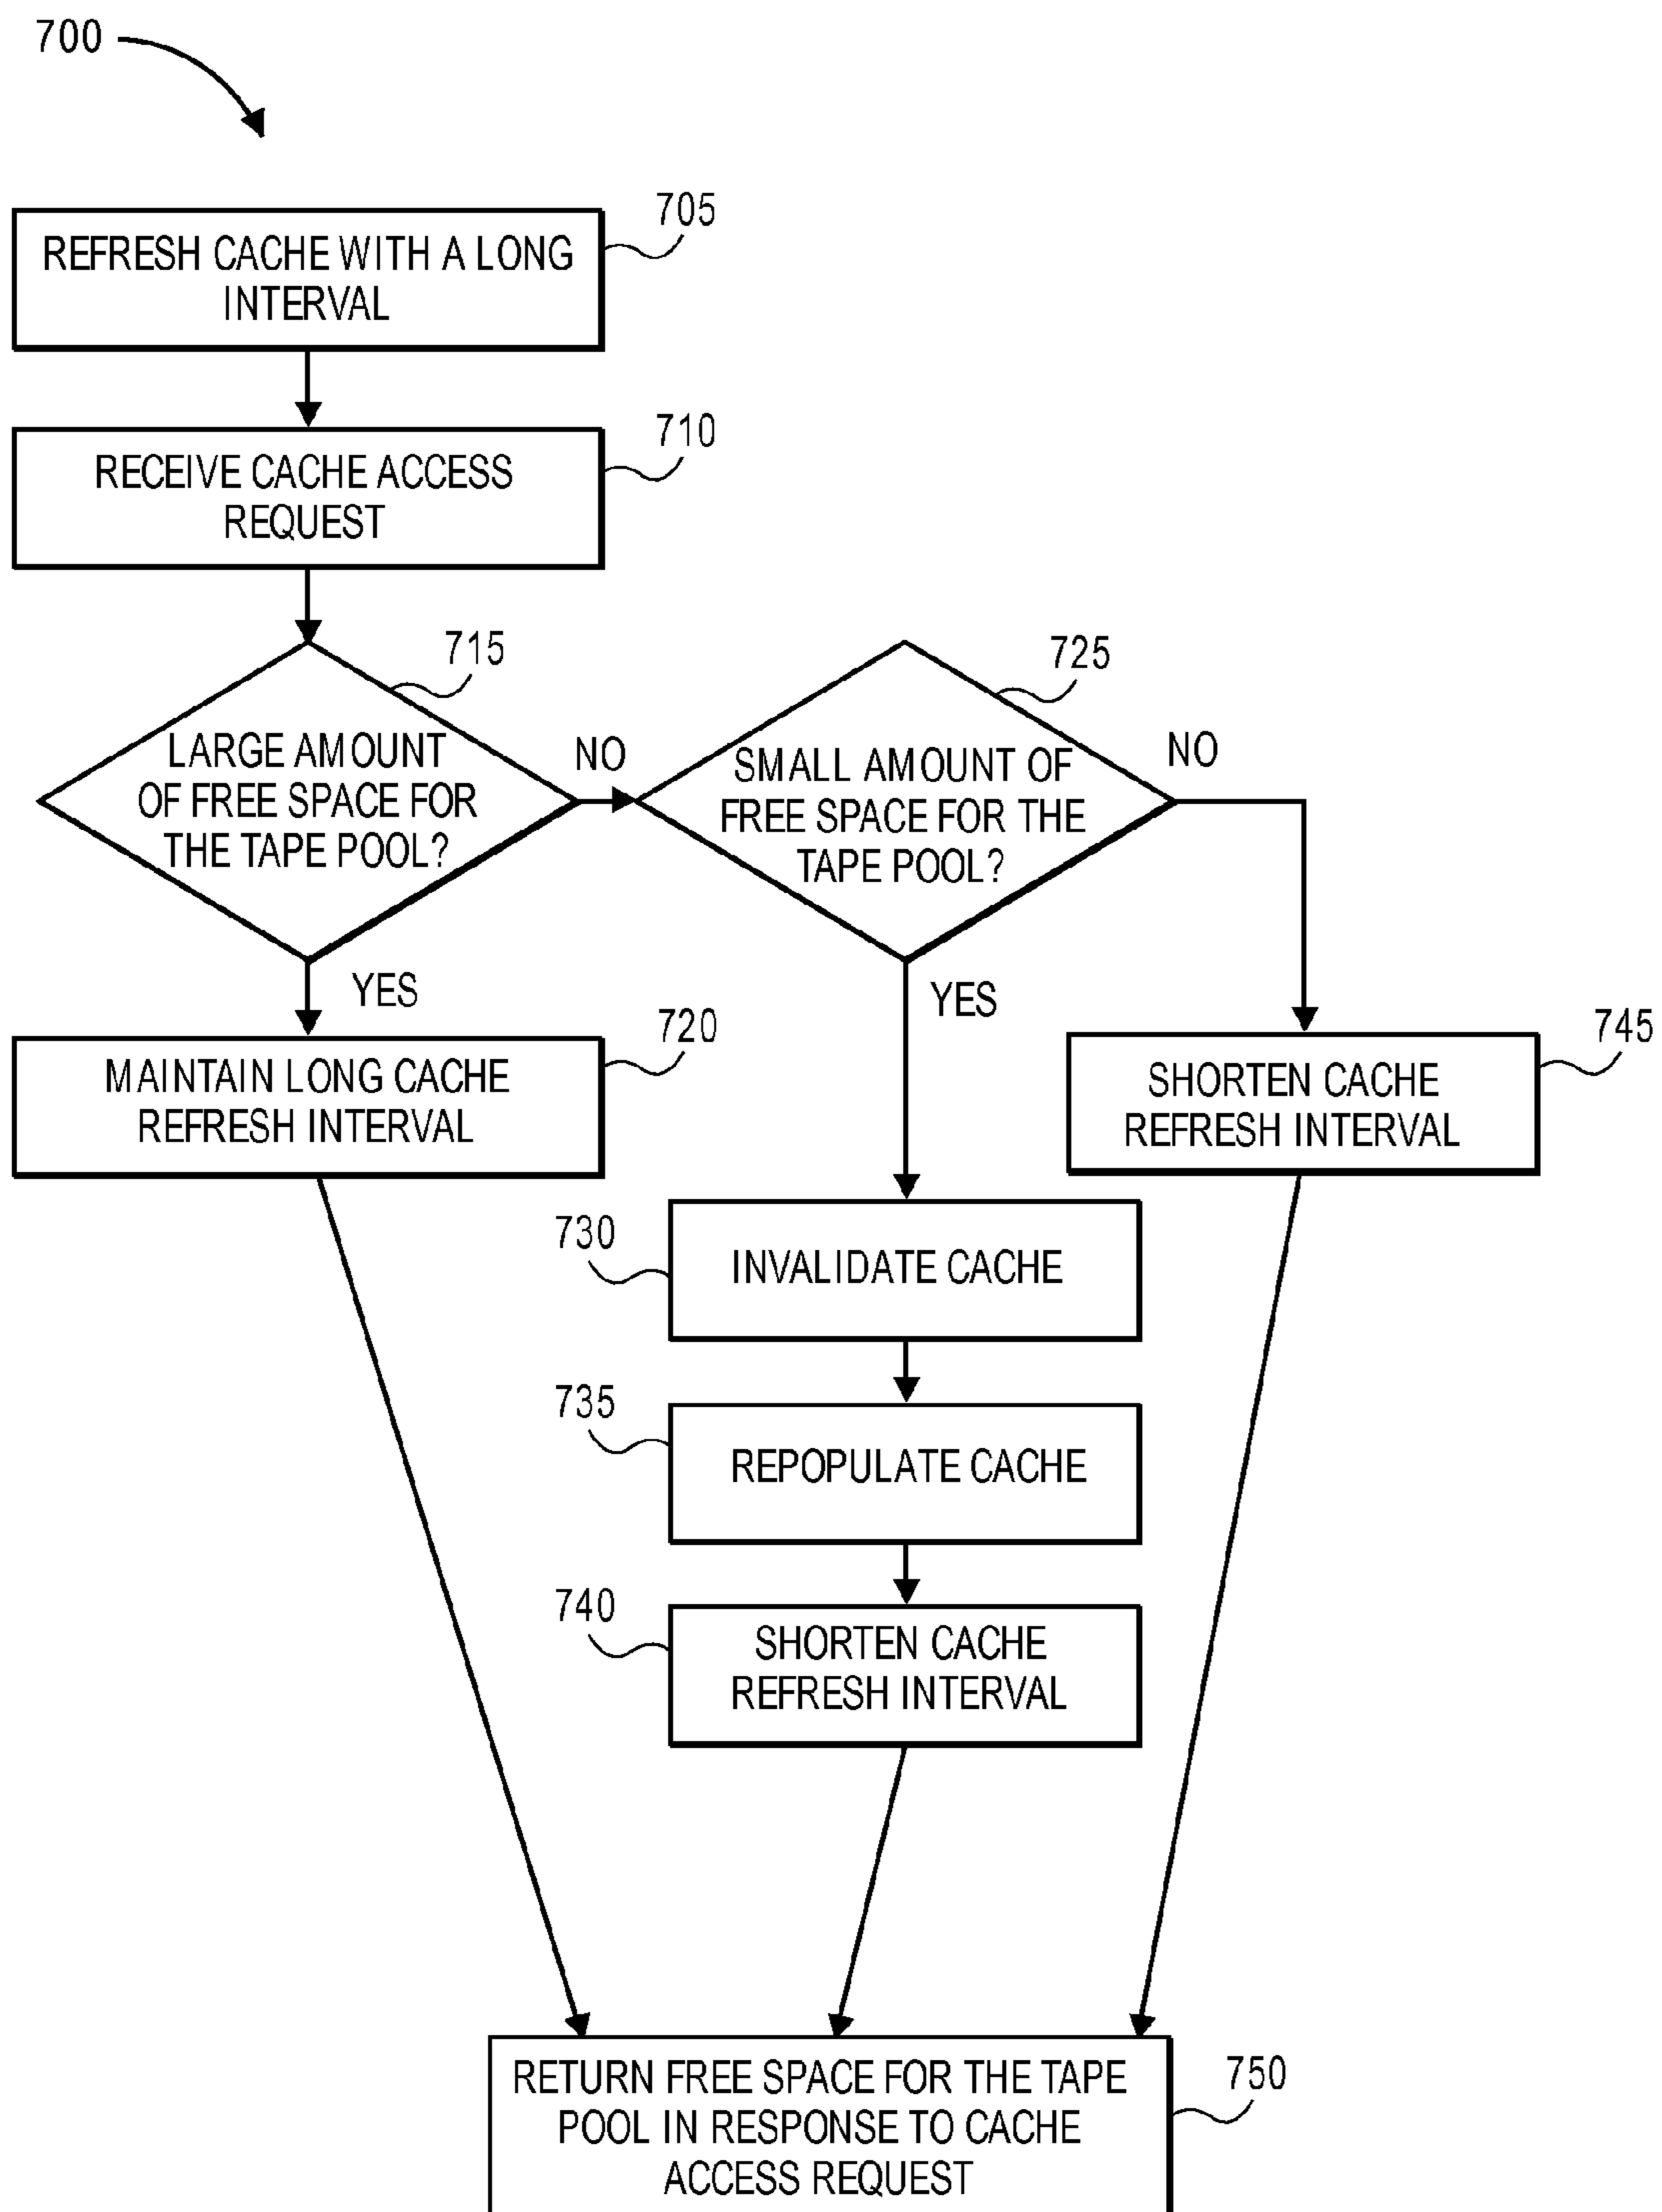 700
705
REFRESH CACHE WITH A LONG
INTERVAL
710
RECEIVE CACHE ACCESS
REQUEST
715
LARGE AMOUNT
OF FREE SPACE FOR
THE TAPE POOL?
NO
725
SMALL AMOUNT OF
FREE SPACE FOR THE
TAPE POOL?
NO
YES
720
MAINTAIN LONG CACHE
REFRESH INTERVAL
YES
745
SHORTEN CACHE
REFRESH INTERVAL
730
INVALIDATE CACHE
735
REPOPULATE CACHE
740
SHORTEN CACHE
REFRESH INTERVAL
750
RETURN FREE SPACE FOR THE TAPE
POOL IN RESPONSE TO CACHE
ACCESS REQUEST